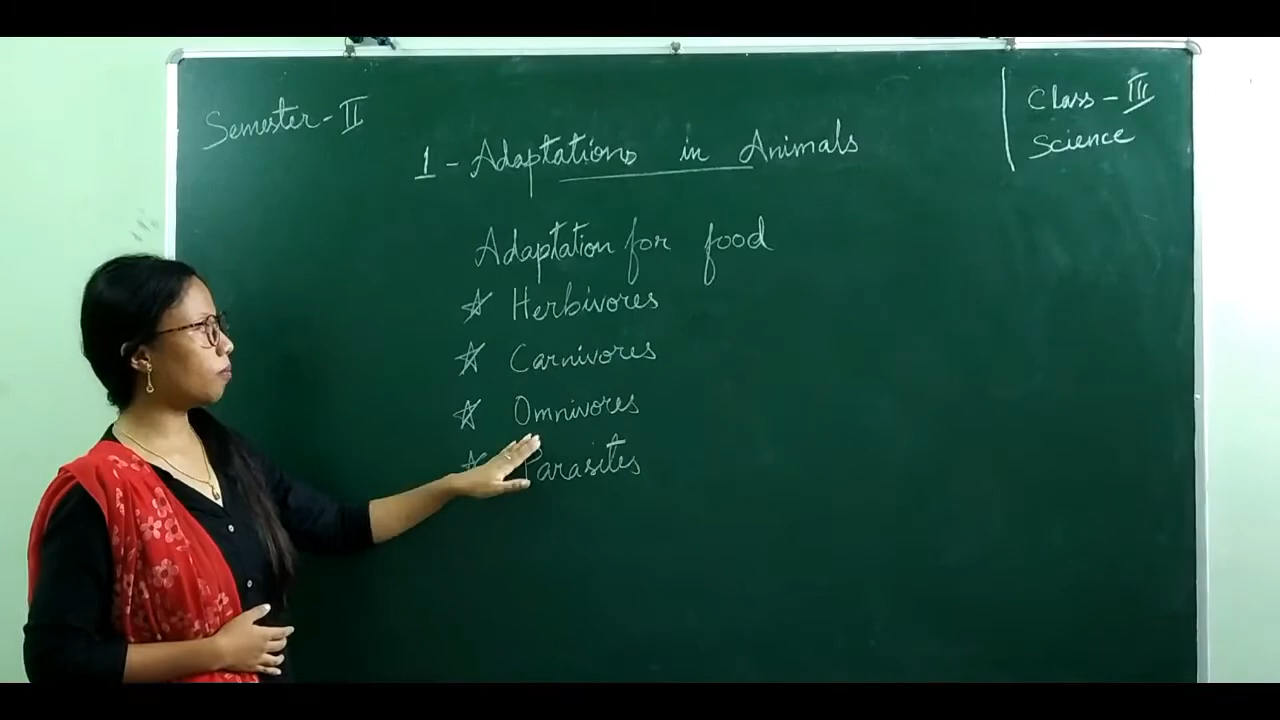 Semester - II
Class - III
Science
1 - Adaptations in Animals
Adaptation for food
☆ Herbivores
☆ Carnivores
☆ Omnivores
☆ Parasites